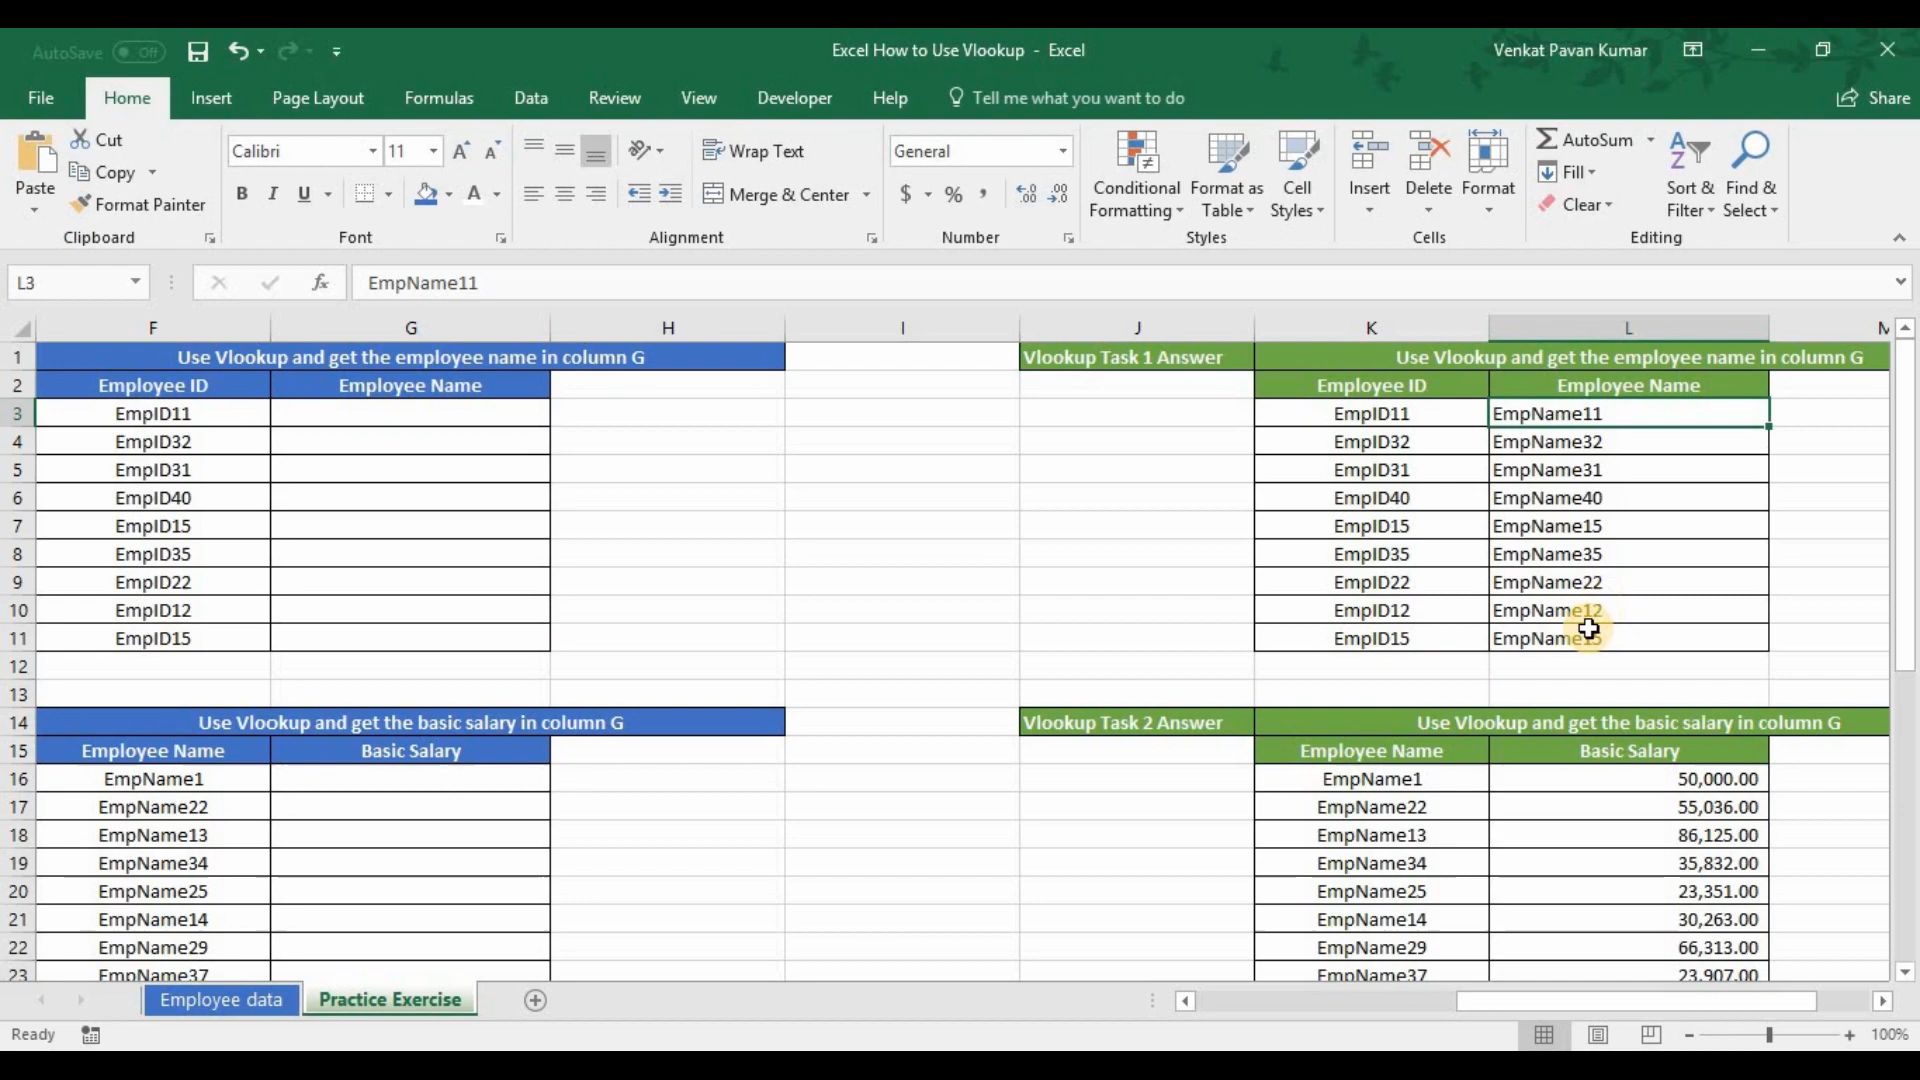 AutoSave Off Excel How to Use Vlookup - Excel Venkat Pavan Kumar
File Home Insert Page Layout Formulas Data Review View Developer Help Tell me what you want to do Share
Paste Cut Copy Format Painter
Calibri 11
B I U A
Wrap Text
Merge & Center
General
$ % , .00 .00
Conditional Formatting Format as Table Cell Styles
Insert Delete Format
AutoSum Fill Clear
Sort & Filter Find & Select
Clipboard Font Alignment Number Styles Cells Editing
L3 fx EmpName11
F G H I J K L M
1 Use Vlookup and get the employee name in column G Vlookup Task 1 Answer Use Vlookup and get the employee name in column G
2 Employee ID Employee Name Employee ID Employee Name
3 EmpID11 EmpID11 EmpName11
4 EmpID32 EmpID32 EmpName32
5 EmpID31 EmpID31 EmpName31
6 EmpID40 EmpID40 EmpName40
7 EmpID15 EmpID15 EmpName15
8 EmpID35 EmpID35 EmpName35
9 EmpID22 EmpID22 EmpName22
10 EmpID12 EmpID12 EmpName12
11 EmpID15 EmpID15 EmpName15
12
13
14 Use Vlookup and get the basic salary in column G Vlookup Task 2 Answer Use Vlookup and get the basic salary in column G
15 Employee Name Basic Salary Employee Name Basic Salary
16 EmpName1 EmpName1 50,000.00
17 EmpName22 EmpName22 55,036.00
18 EmpName13 EmpName13 86,125.00
19 EmpName34 EmpName34 35,832.00
20 EmpName25 EmpName25 23,351.00
21 EmpName14 EmpName14 30,263.00
22 EmpName29 EmpName29 66,313.00
23 EmpName37 EmpName37 23,907.00
Employee data Practice Exercise
Ready 100%